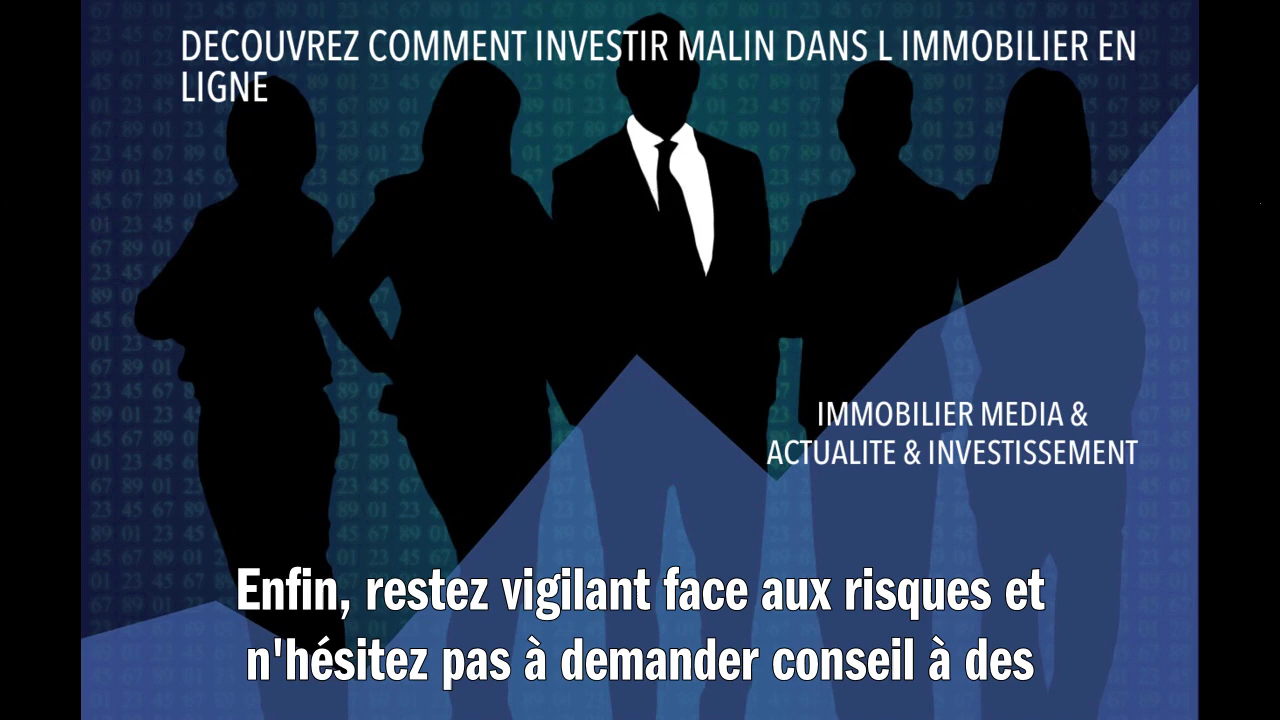 DECOUVREZ COMMENT INVESTIR MALIN DANS L IMMOBILIER EN
LIGNE
IMMOBILIER MEDIA &
ACTUALITE & INVESTISSEMENT
Enfin, restez vigilant face aux risques et
n'hésitez pas à demander conseil à des